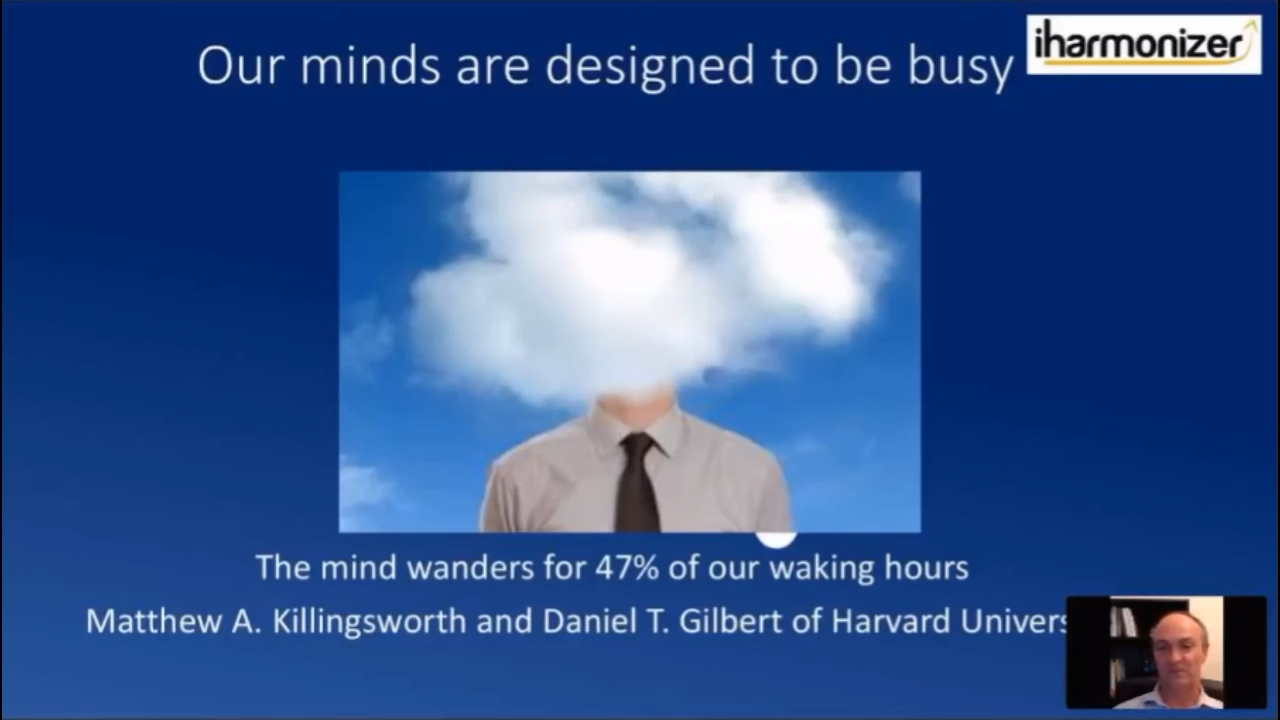 Our minds are designed to be busy
iharmonizer
The mind wanders for 47% of our waking hours
Matthew A. Killingsworth and Daniel T. Gilbert of Harvard Univers